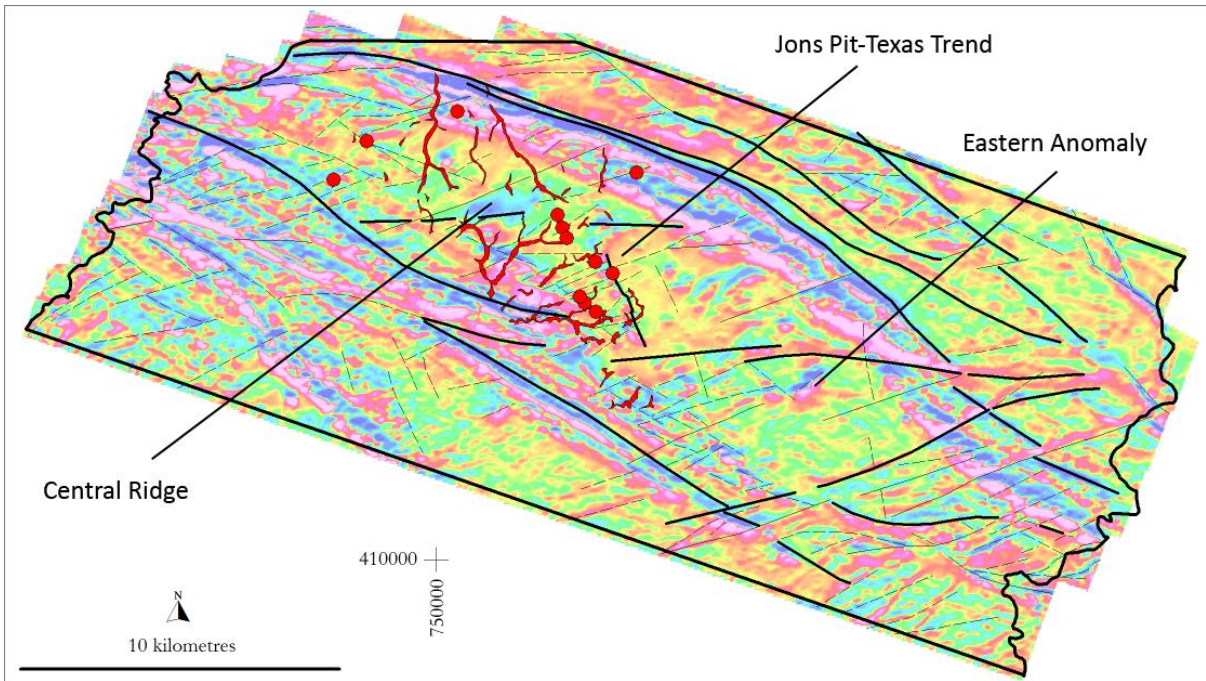 Jons Pit-Texas Trend
Eastern Anomaly
Central Ridge
410000
750000
N
10 kilometres